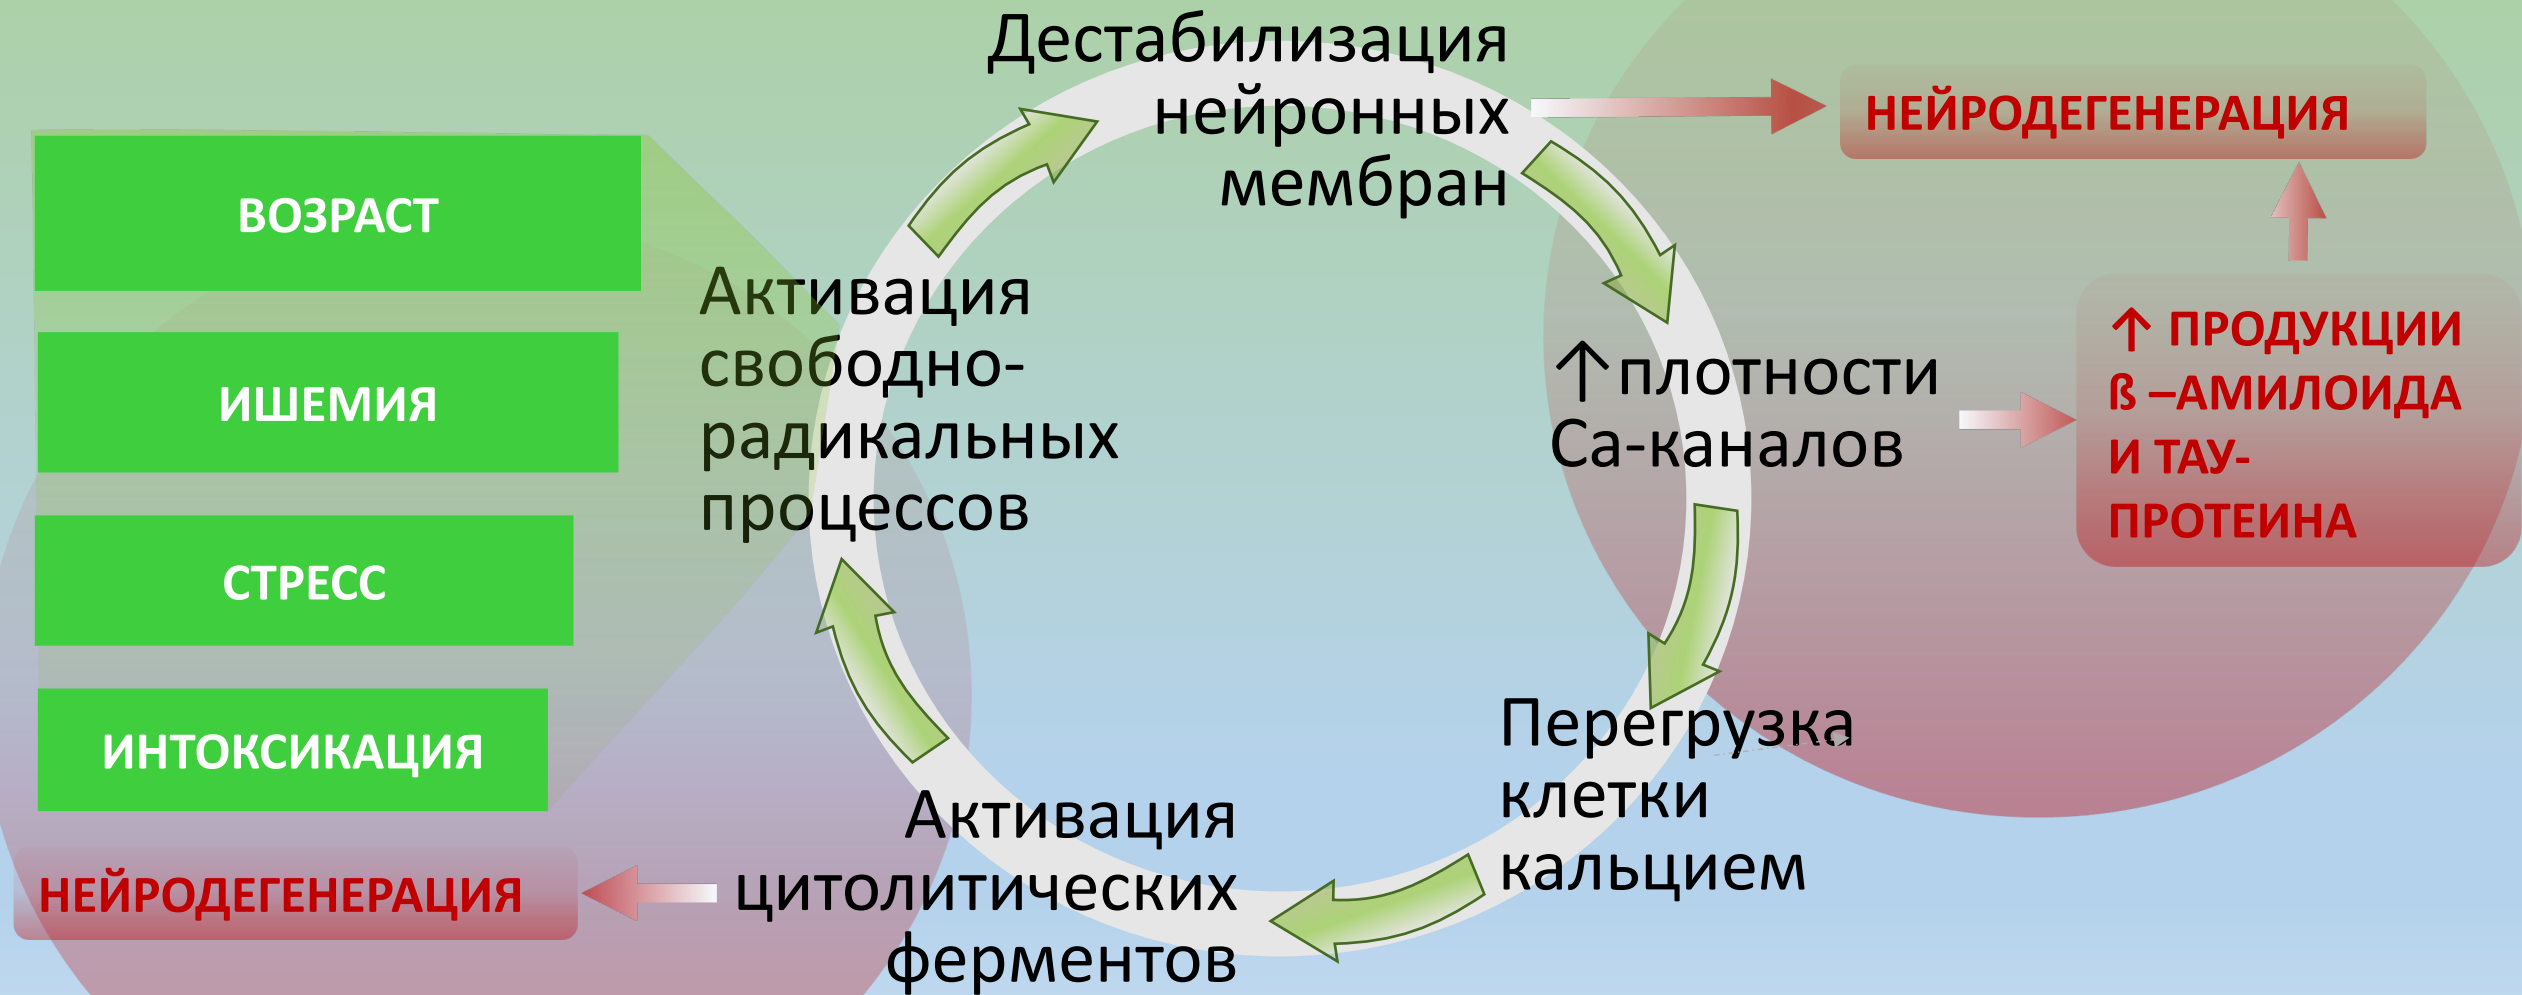 Дестабилизация
нейронных
мембран
НЕЙРОДЕГЕНЕРАЦИЯ
ВОЗРАСТ
ИШЕМИЯ
СТРЕСС
ИНТОКСИКАЦИЯ
Активация
свободно-
радикальных
процессов
↑плотности
Са-каналов
↑ ПРОДУКЦИИ
ß –АМИЛОИДА
И ТАУ-
ПРОТЕИНА
Перегрузка
клетки
кальцием
Активация
цитолитических
ферментов
НЕЙРОДЕГЕНЕРАЦИЯ